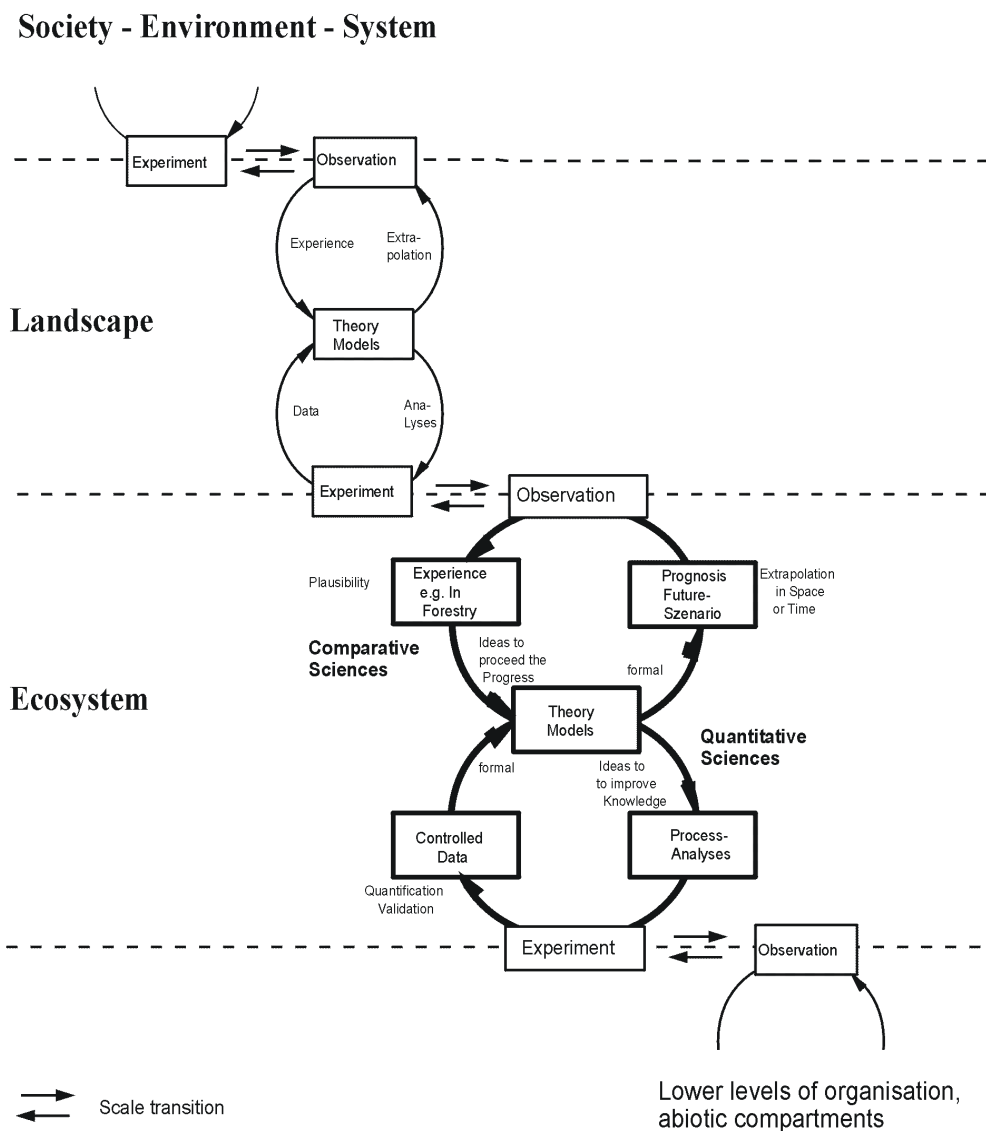 Society - Environment - System
Experiment
Observation
Experience
Extra-
polation
Landscape
Theory
Models
Data
Ana-
Lyses
Experiment
Observation
Plausibility
Experience
e.g. In
Forestry
Prognosis
Future-
Szenario
Extrapolation
in Space
or Time
Comparative
Sciences
Ideas to
proceed the
Progress
formal
Ecosystem
Theory
Models
Quantitative
Sciences
formal
Ideas to
to improve
Knowledge
Controlled
Data
Process-
Analyses
Quantification
Validation
Experiment
Observation
Lower levels of organisation,
abiotic compartments
Scale transition